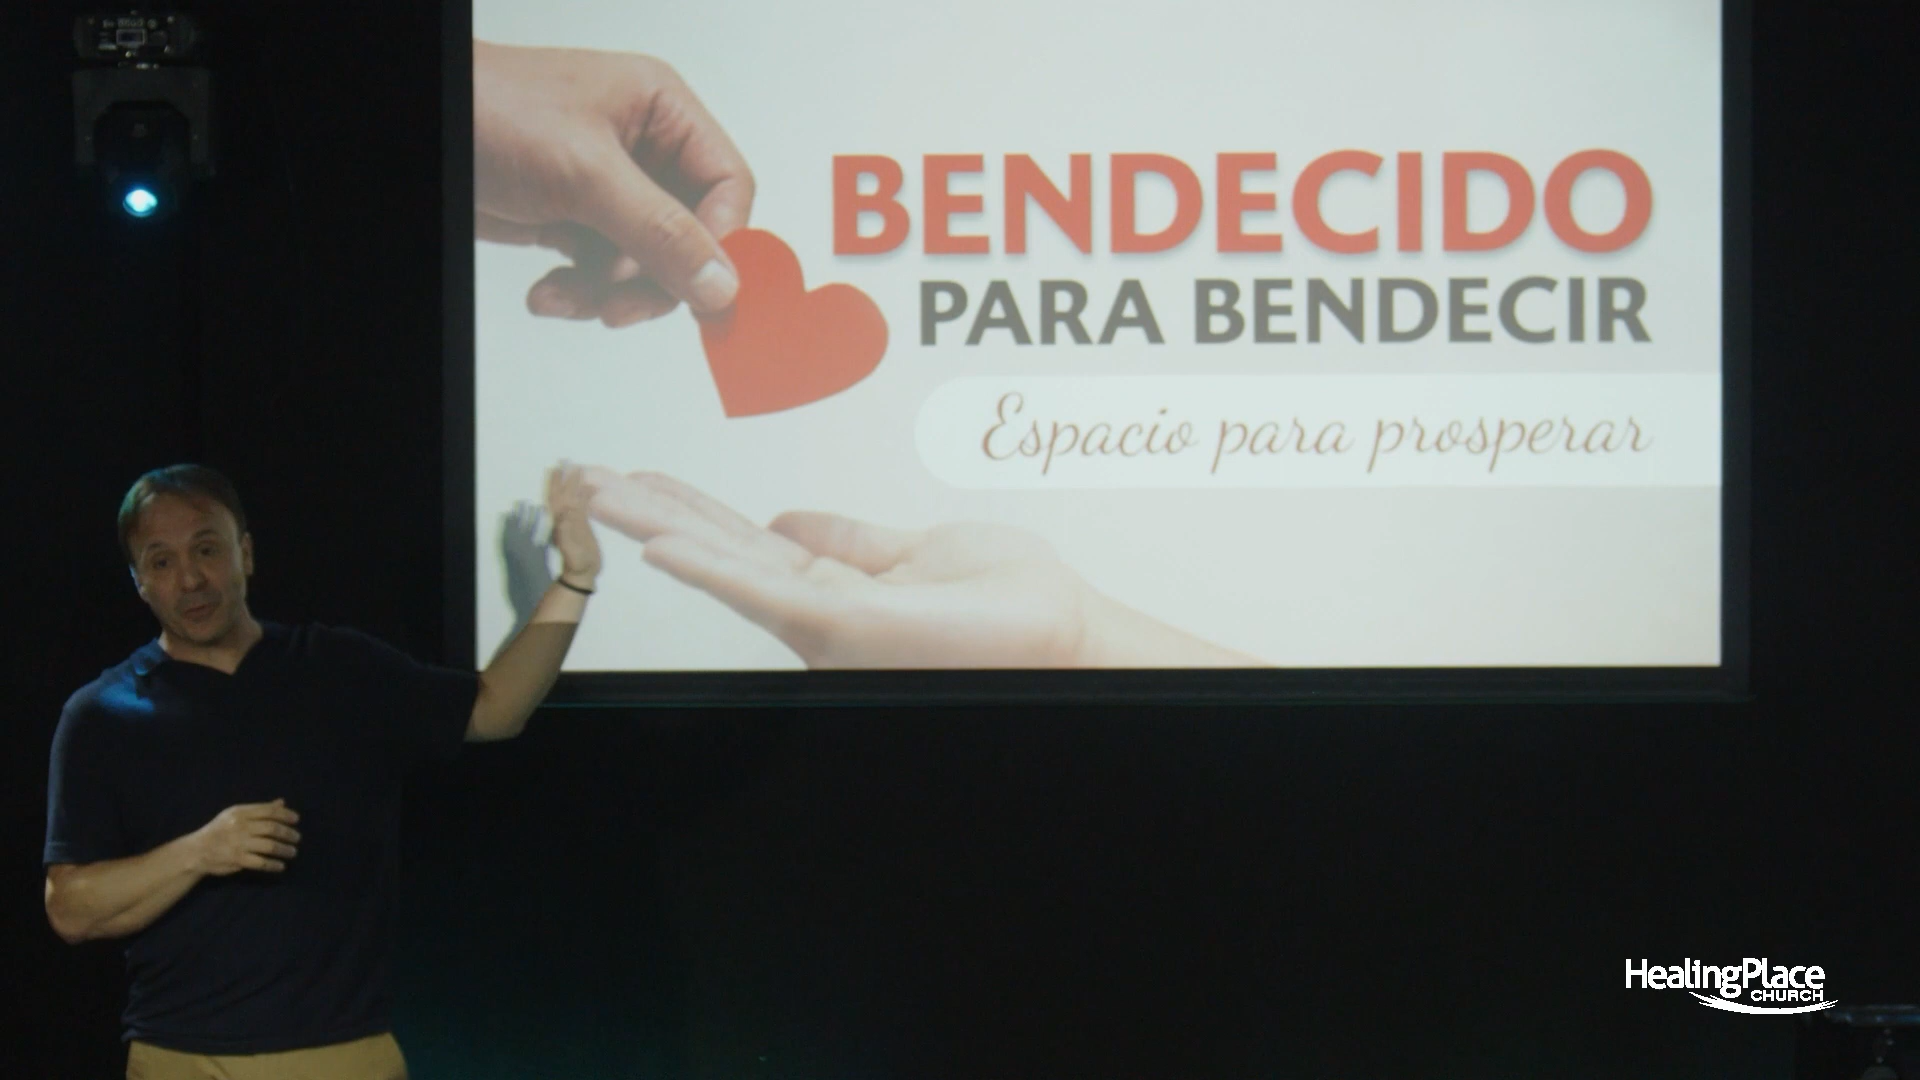 BENDECIDO
PARA BENDECIR
Espacio para prosperar
HealingPlace
CHURCH